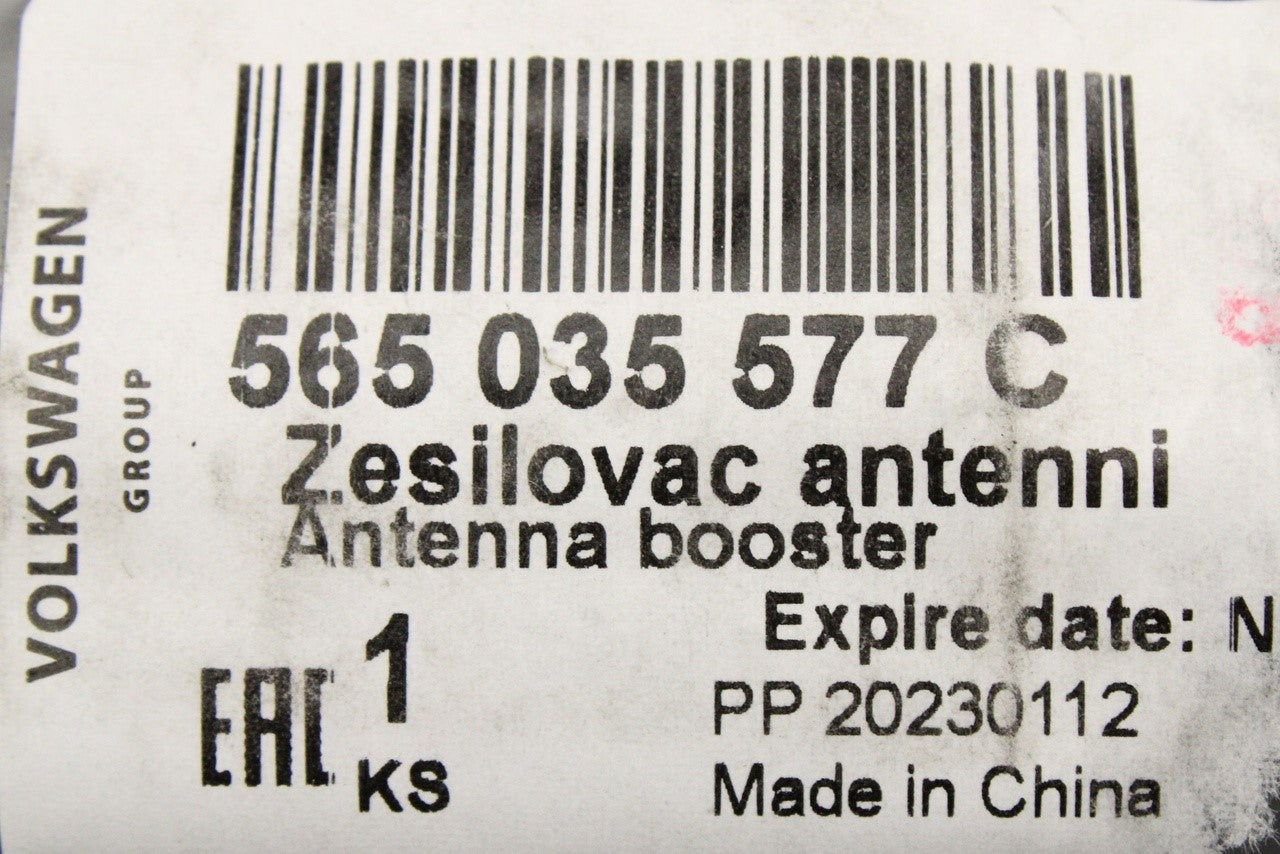 VOLKSWAGEN
GROUP
565 035 577 C
Zesilovac antenni
Antenna booster
Expire date: N
1
KS
EAC
PP 20230112
Made in China